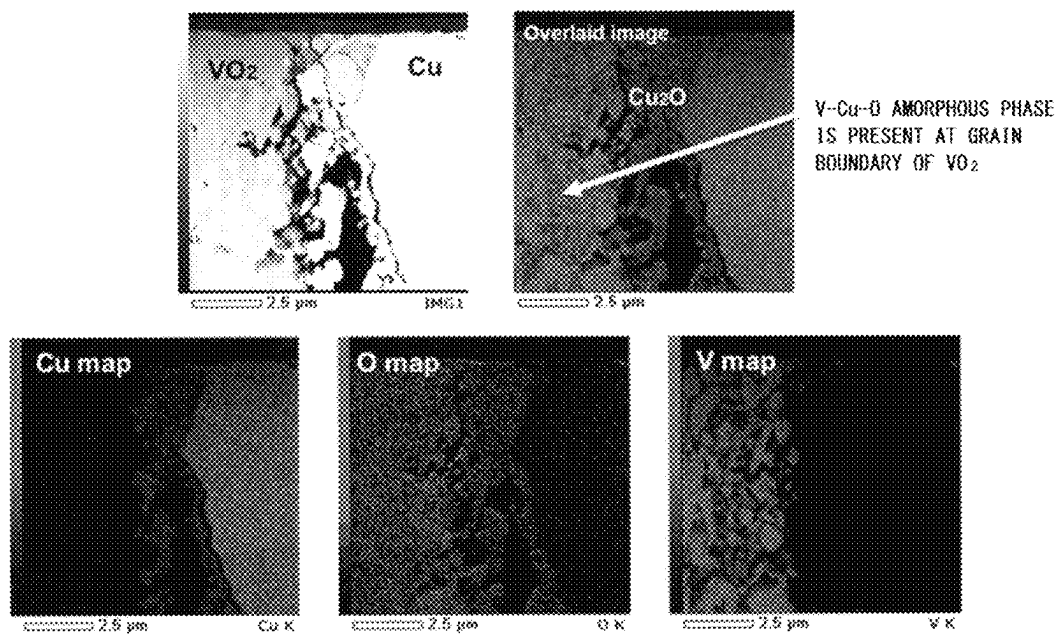 VO₂
Cu
2.5 µm
IMG1
Overlaid image
Cu₂O
2.5 µm
V-Cu-O AMORPHOUS PHASE
IS PRESENT AT GRAIN
BOUNDARY OF VO₂
Cu map
2.5 µm
Cu K
O map
2.5 µm
O K
V map
2.5 µm
V K